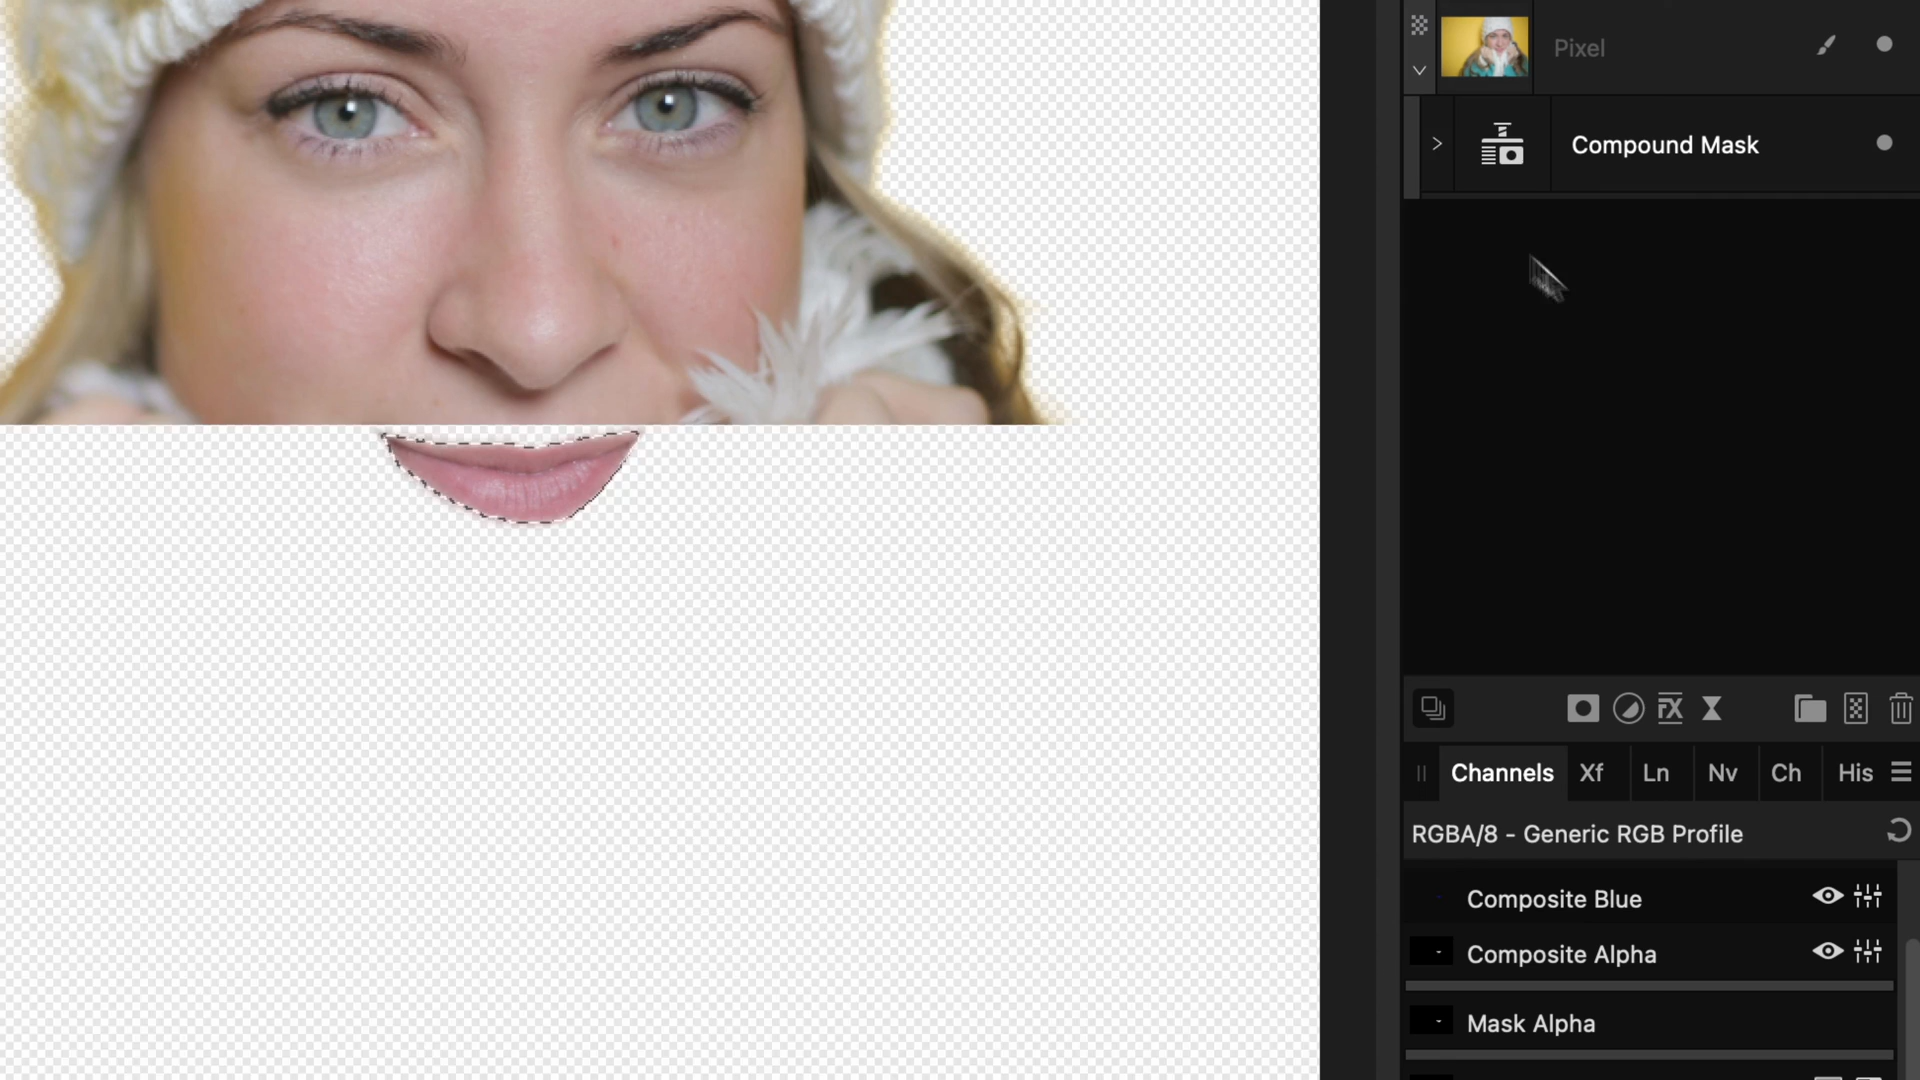 Pixel
Compound Mask
Channels Xf Ln Nv Ch His
RGBA/8 - Generic RGB Profile
Composite Blue
Composite Alpha
Mask Alpha